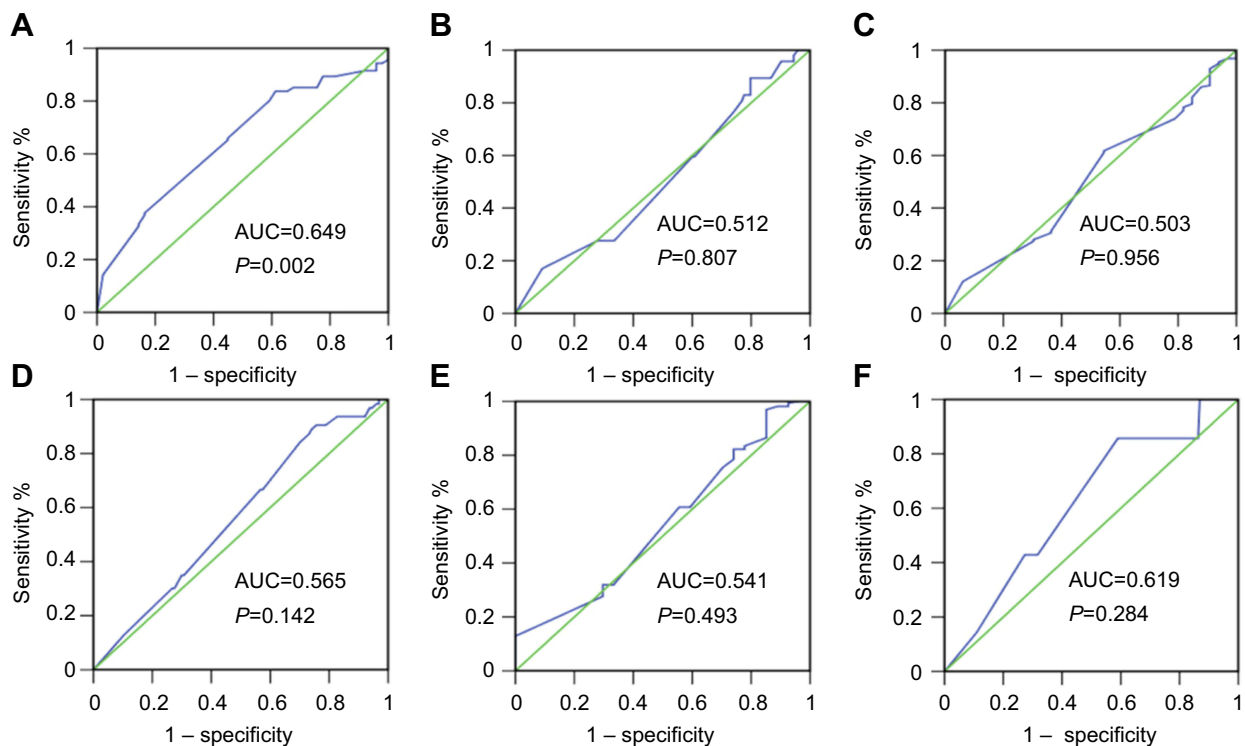 A
1
0.8
0.6
0.4
0.2
0
Sensitivity %
AUC=0.649
P=0.002
0 0.2 0.4 0.6 0.8 1
1 – specificity
B
1
0.8
0.6
0.4
0.2
0
Sensitivity %
AUC=0.512
P=0.807
0 0.2 0.4 0.6 0.8 1
1 – specificity
C
1
0.8
0.6
0.4
0.2
0
Sensitivity %
AUC=0.503
P=0.956
0 0.2 0.4 0.6 0.8 1
1 – specificity
D
1
0.8
0.6
0.4
0.2
0
Sensitivity %
AUC=0.565
P=0.142
0 0.2 0.4 0.6 0.8 1
1 – specificity
E
1
0.8
0.6
0.4
0.2
0
Sensitivity %
AUC=0.541
P=0.493
0 0.2 0.4 0.6 0.8 1
1 – specificity
F
1
0.8
0.6
0.4
0.2
0
Sensitivity %
AUC=0.619
P=0.284
0 0.2 0.4 0.6 0.8 1
1 – specificity